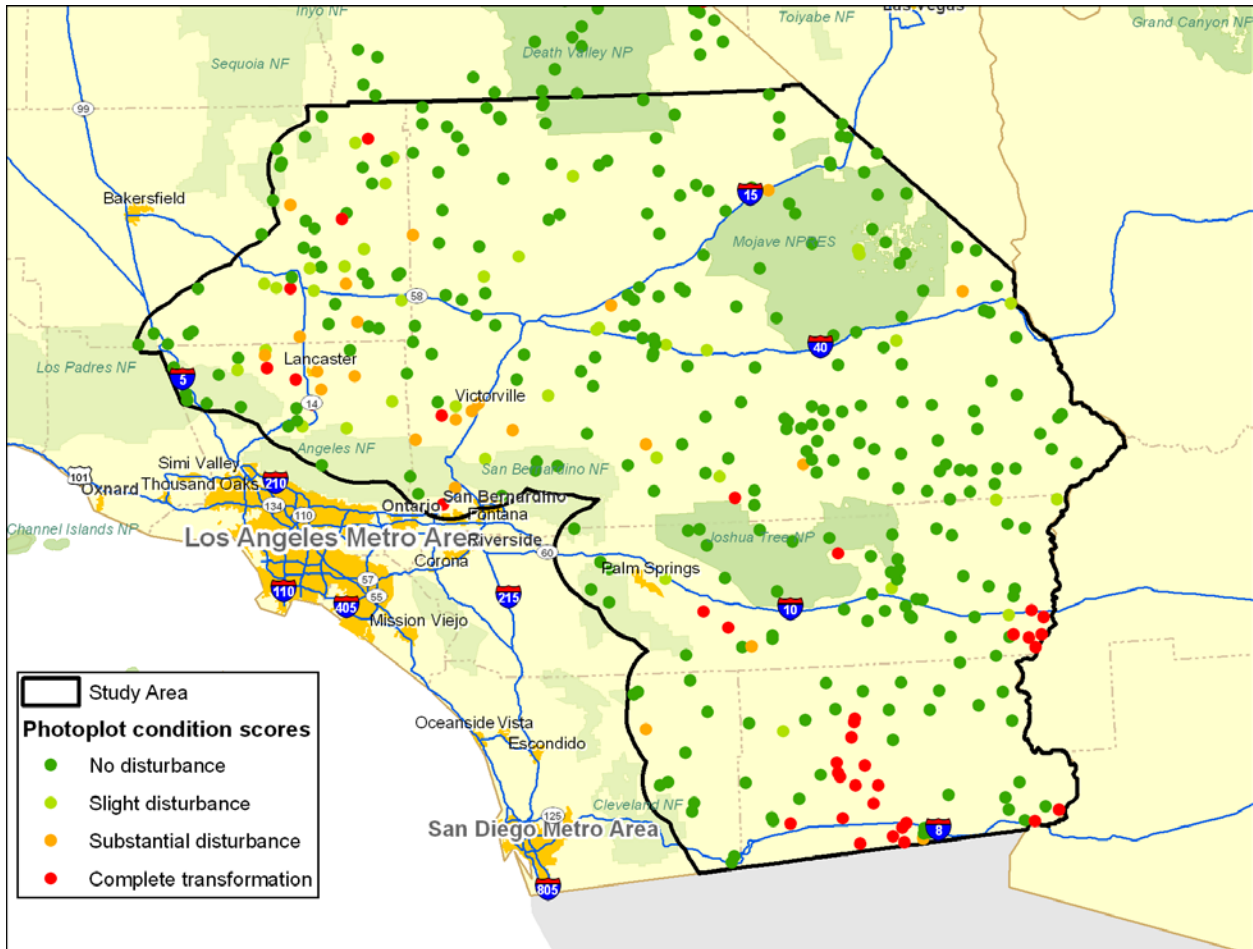 Inyo NF
Toiyabe NF
Las Vegas
Grand Canyon NP
Death Valley NP
Sequoia NF
99
Bakersfield
15
Mojave NPRES
58
40
Los Padres NF
Lancaster
5
14
Victorville
Angeles NF
San Bernardino NF
Simi Valley
101
Thousand Oaks
210
Oxnard
134
110
Ontario
San Bernardino
Fontana
Channel Islands NP
Los Angeles Metro Area
Riverside
60
Joshua Tree NP
Corona
Palm Springs
57
110
405
55
215
10
Mission Viejo
Study Area
Photoplot condition scores
Oceanside
Vista
Escondido
No disturbance
Slight disturbance
Cleveland NF
125
San Diego Metro Area
8
Substantial disturbance
Complete transformation
805